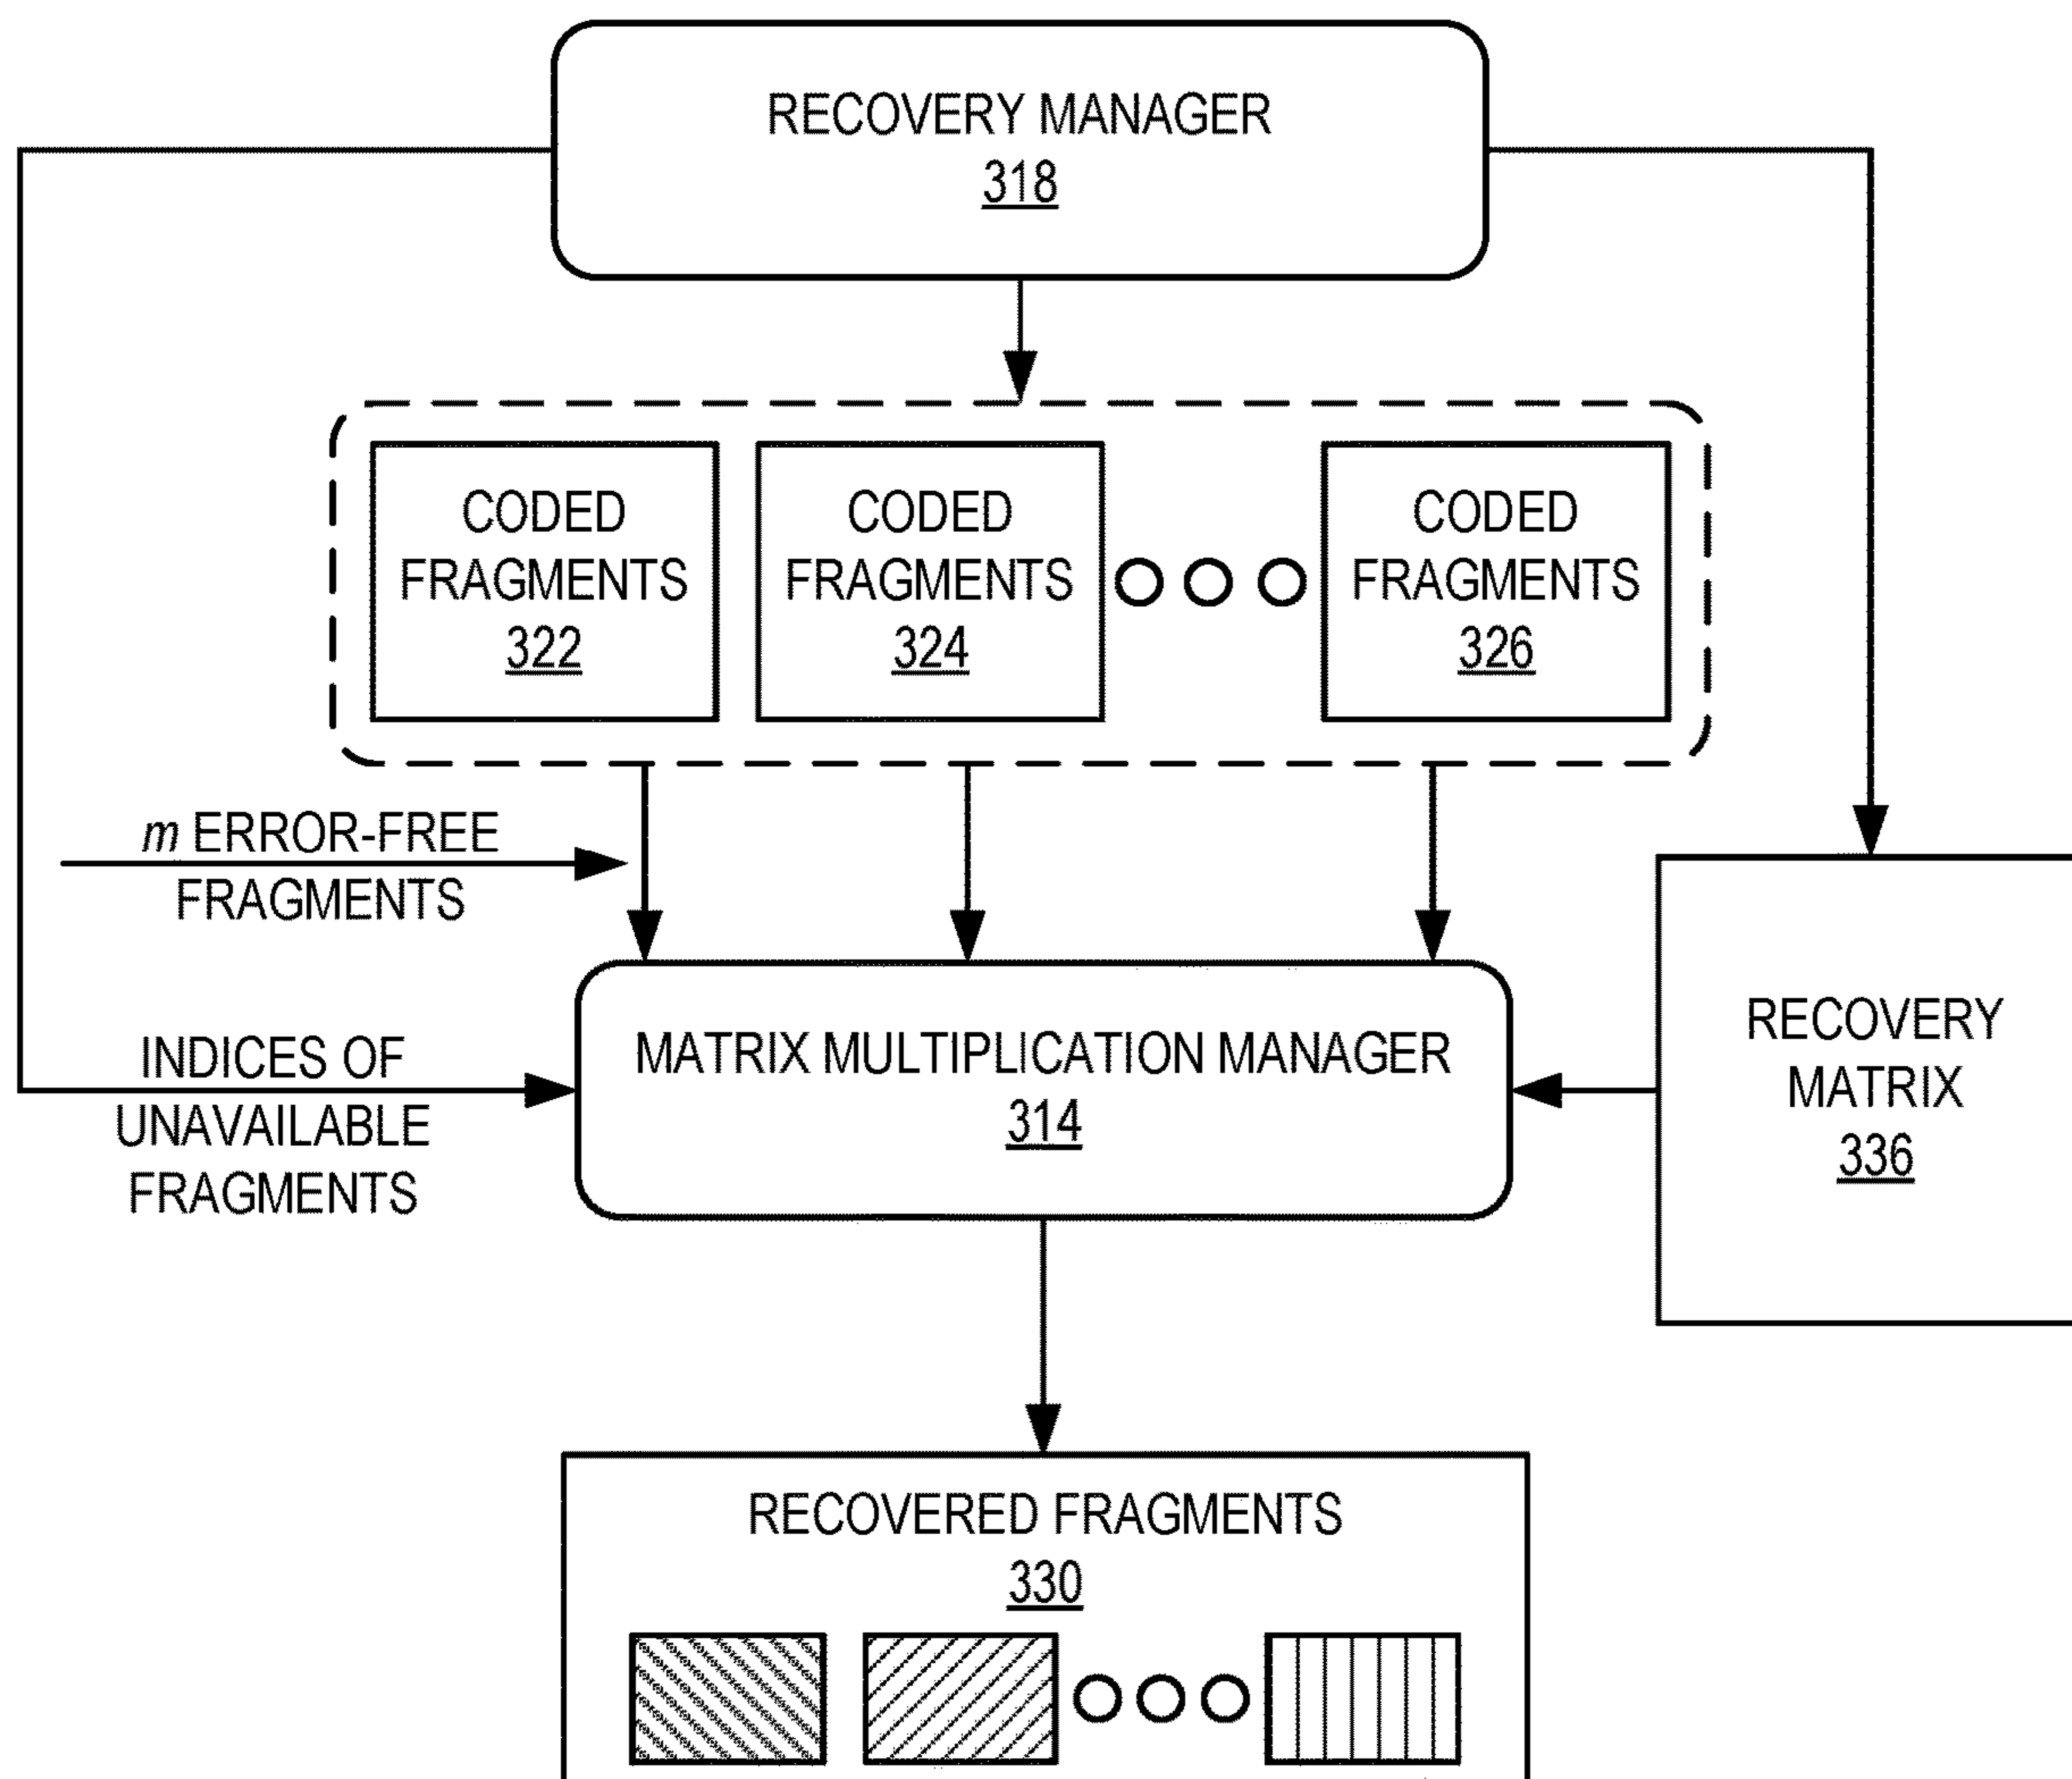 RECOVERY MANAGER
318
CODED
FRAGMENTS
322
CODED
FRAGMENTS
324
CODED
FRAGMENTS
326
m ERROR-FREE
FRAGMENTS
INDICES OF
UNAVAILABLE
FRAGMENTS
MATRIX MULTIPLICATION MANAGER
314
RECOVERY
MATRIX
336
RECOVERED FRAGMENTS
330